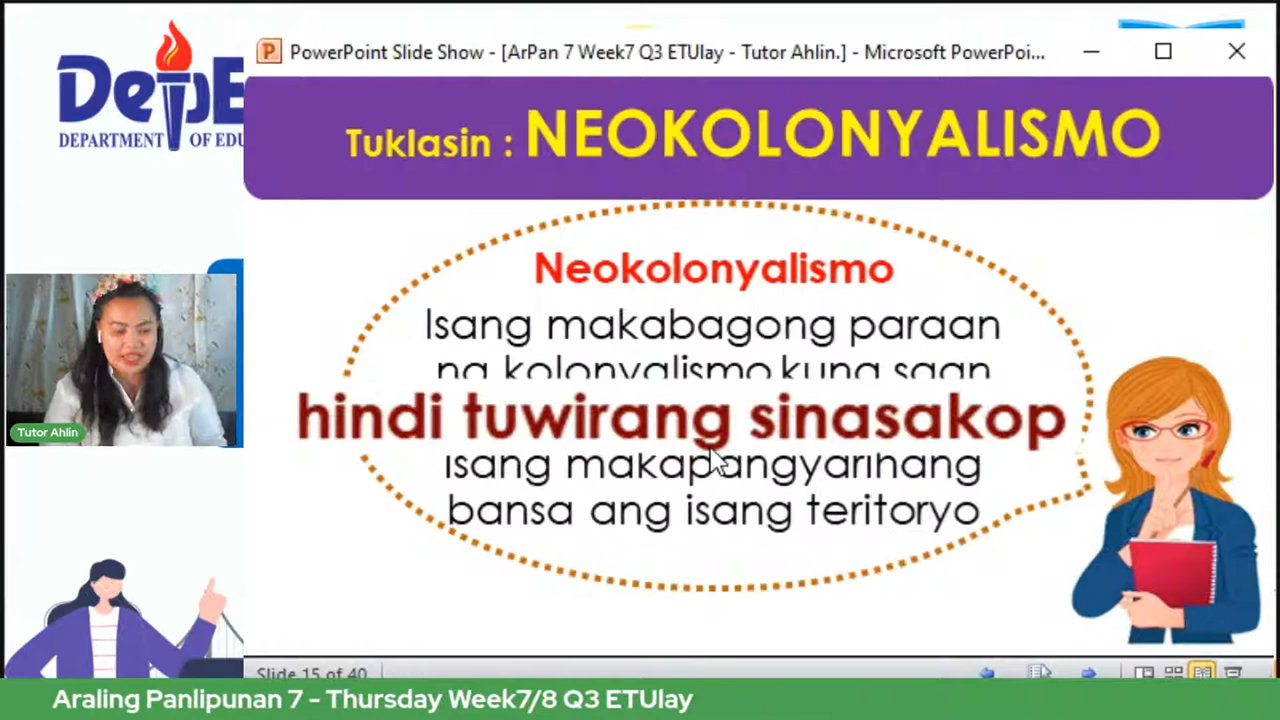 DepE
DEPARTMENT OF EDU
PowerPoint Slide Show - [ArPan 7 Week7 Q3 ETUlay - Tutor Ahlin.] - Microsoft PowerPoi...
Tuklasin : NEOKOLONYALISMO
Neokolonyalismo
Isang makabagong paraan
ng kolonyalismo kung saan
hindi tuwirang sinasakop
isang makapangyarihang
bansa ang isang teritoryo
Tutor Ahlin
Slide 15 of 40
Araling Panlipunan 7 - Thursday Week7/8 Q3 ETUlay